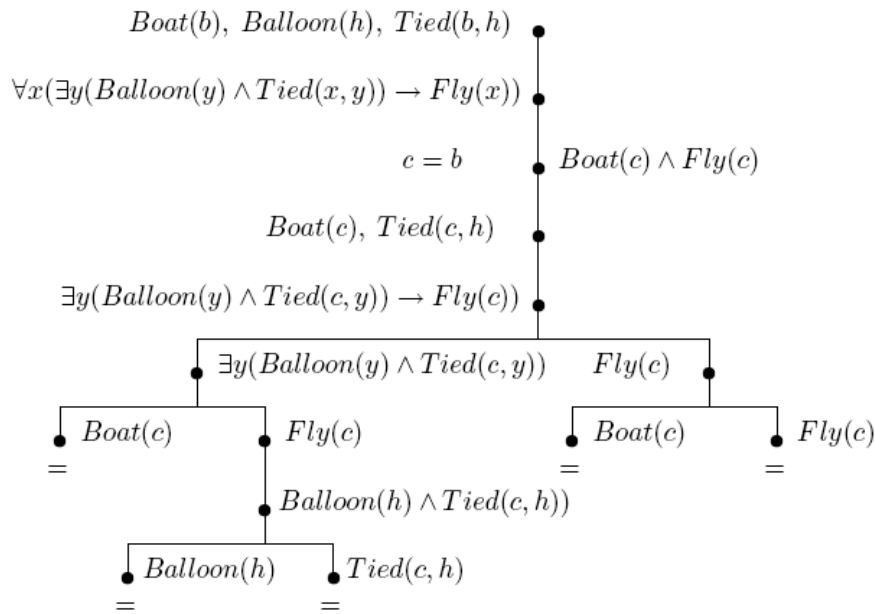 Boat(b), Balloon(h), Tied(b, h)
∀x(∃y(Balloon(y) ∧ Tied(x, y)) → Fly(x))
c = b Boat(c) ∧ Fly(c)
Boat(c), Tied(c, h)
∃y(Balloon(y) ∧ Tied(c, y)) → Fly(c))
∃y(Balloon(y) ∧ Tied(c, y)) Fly(c)
Boat(c) Fly(c) Boat(c) Fly(c)
= = =
Balloon(h) ∧ Tied(c, h))
Balloon(h) Tied(c, h)
= =